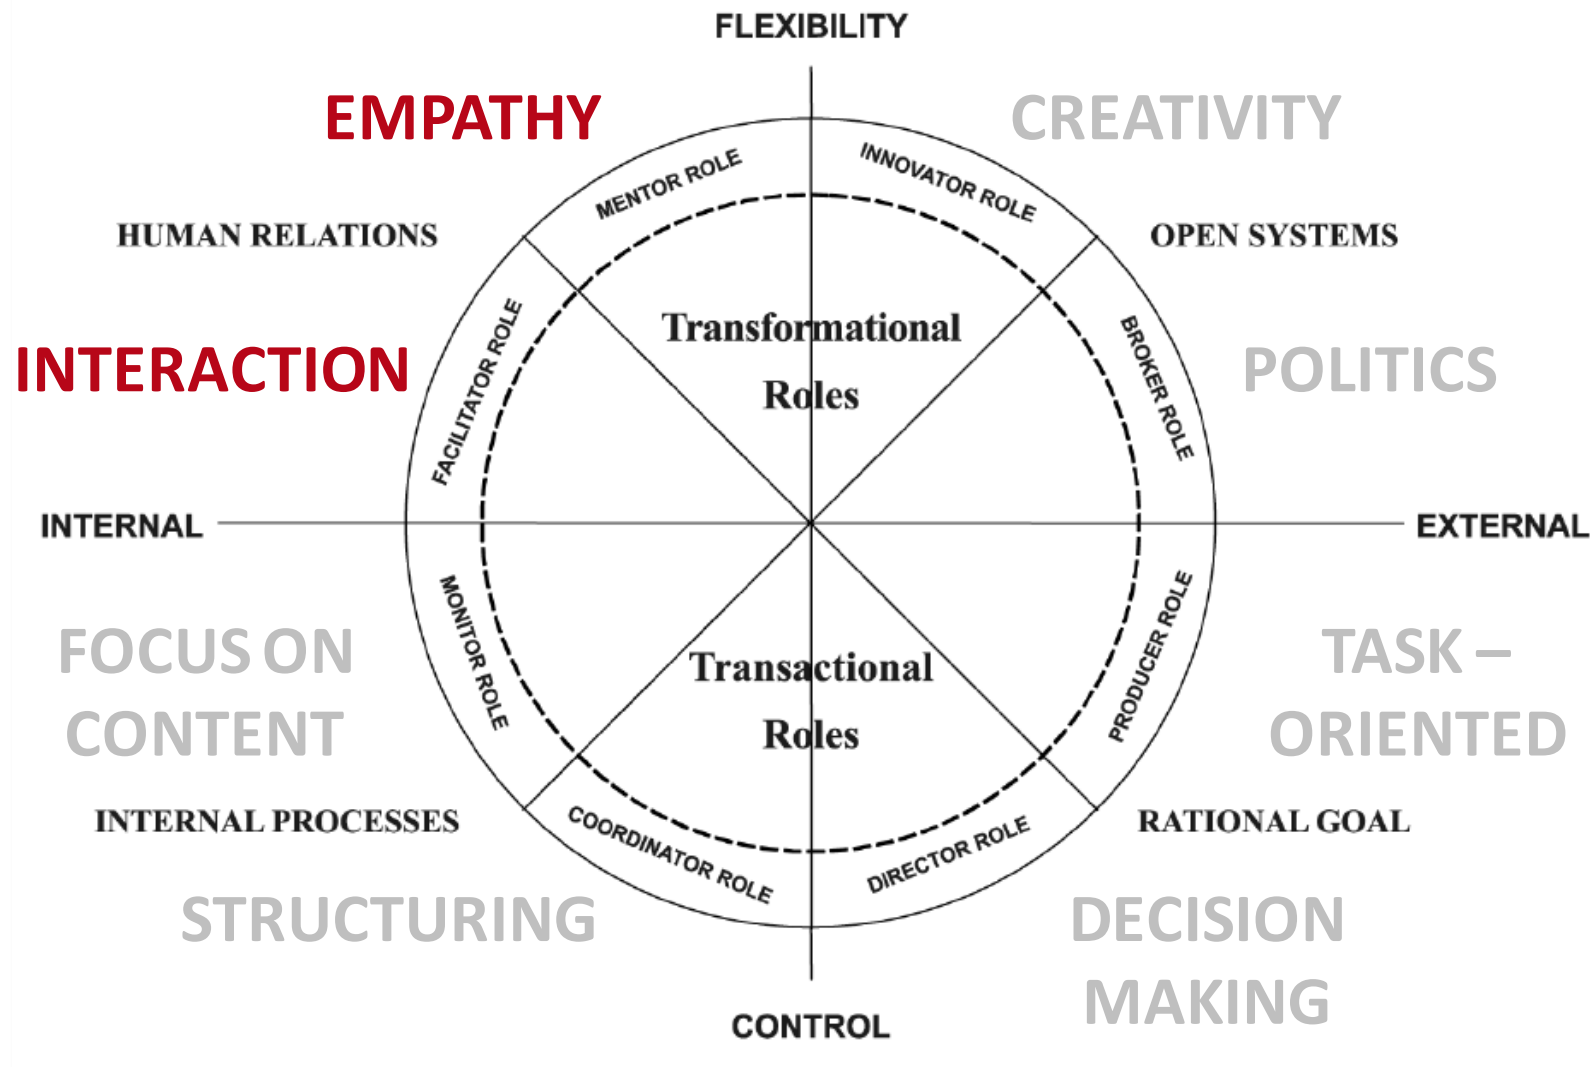 FLEXIBILITY
EMPATHY
CREATIVITY
MENTOR ROLE
INNOVATOR ROLE
HUMAN RELATIONS
OPEN SYSTEMS
FACILITATOR ROLE
BROKER ROLE
Transformational
Roles
INTERACTION
POLITICS
INTERNAL
EXTERNAL
MONITOR ROLE
PRODUCER ROLE
FOCUS ON
CONTENT
TASK –
ORIENTED
Transactional
Roles
INTERNAL PROCESSES
RATIONAL GOAL
COORDINATOR ROLE
DIRECTOR ROLE
STRUCTURING
DECISION
MAKING
CONTROL